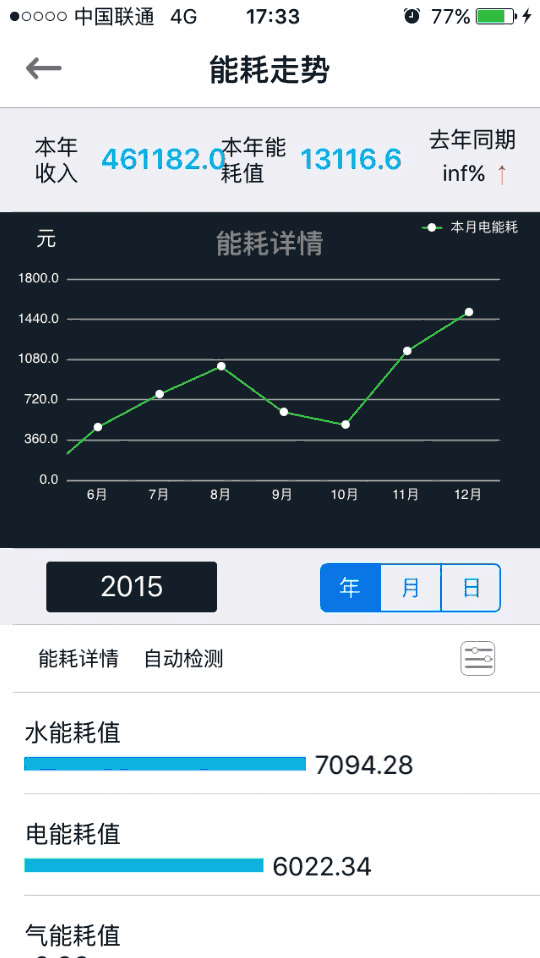 中国联通 4G 17:33 77%
能耗走势
本年收入 461182.0 本年能耗值 13116.6 去年同期 inf% ↑
元 能耗详情 本月电能耗
1800.0
1440.0
1080.0
720.0
360.0
0.0
6月 7月 8月 9月 10月 11月 12月
2015 年 月 日
能耗详情 自动检测
水能耗值
7094.28
电能耗值
6022.34
气能耗值